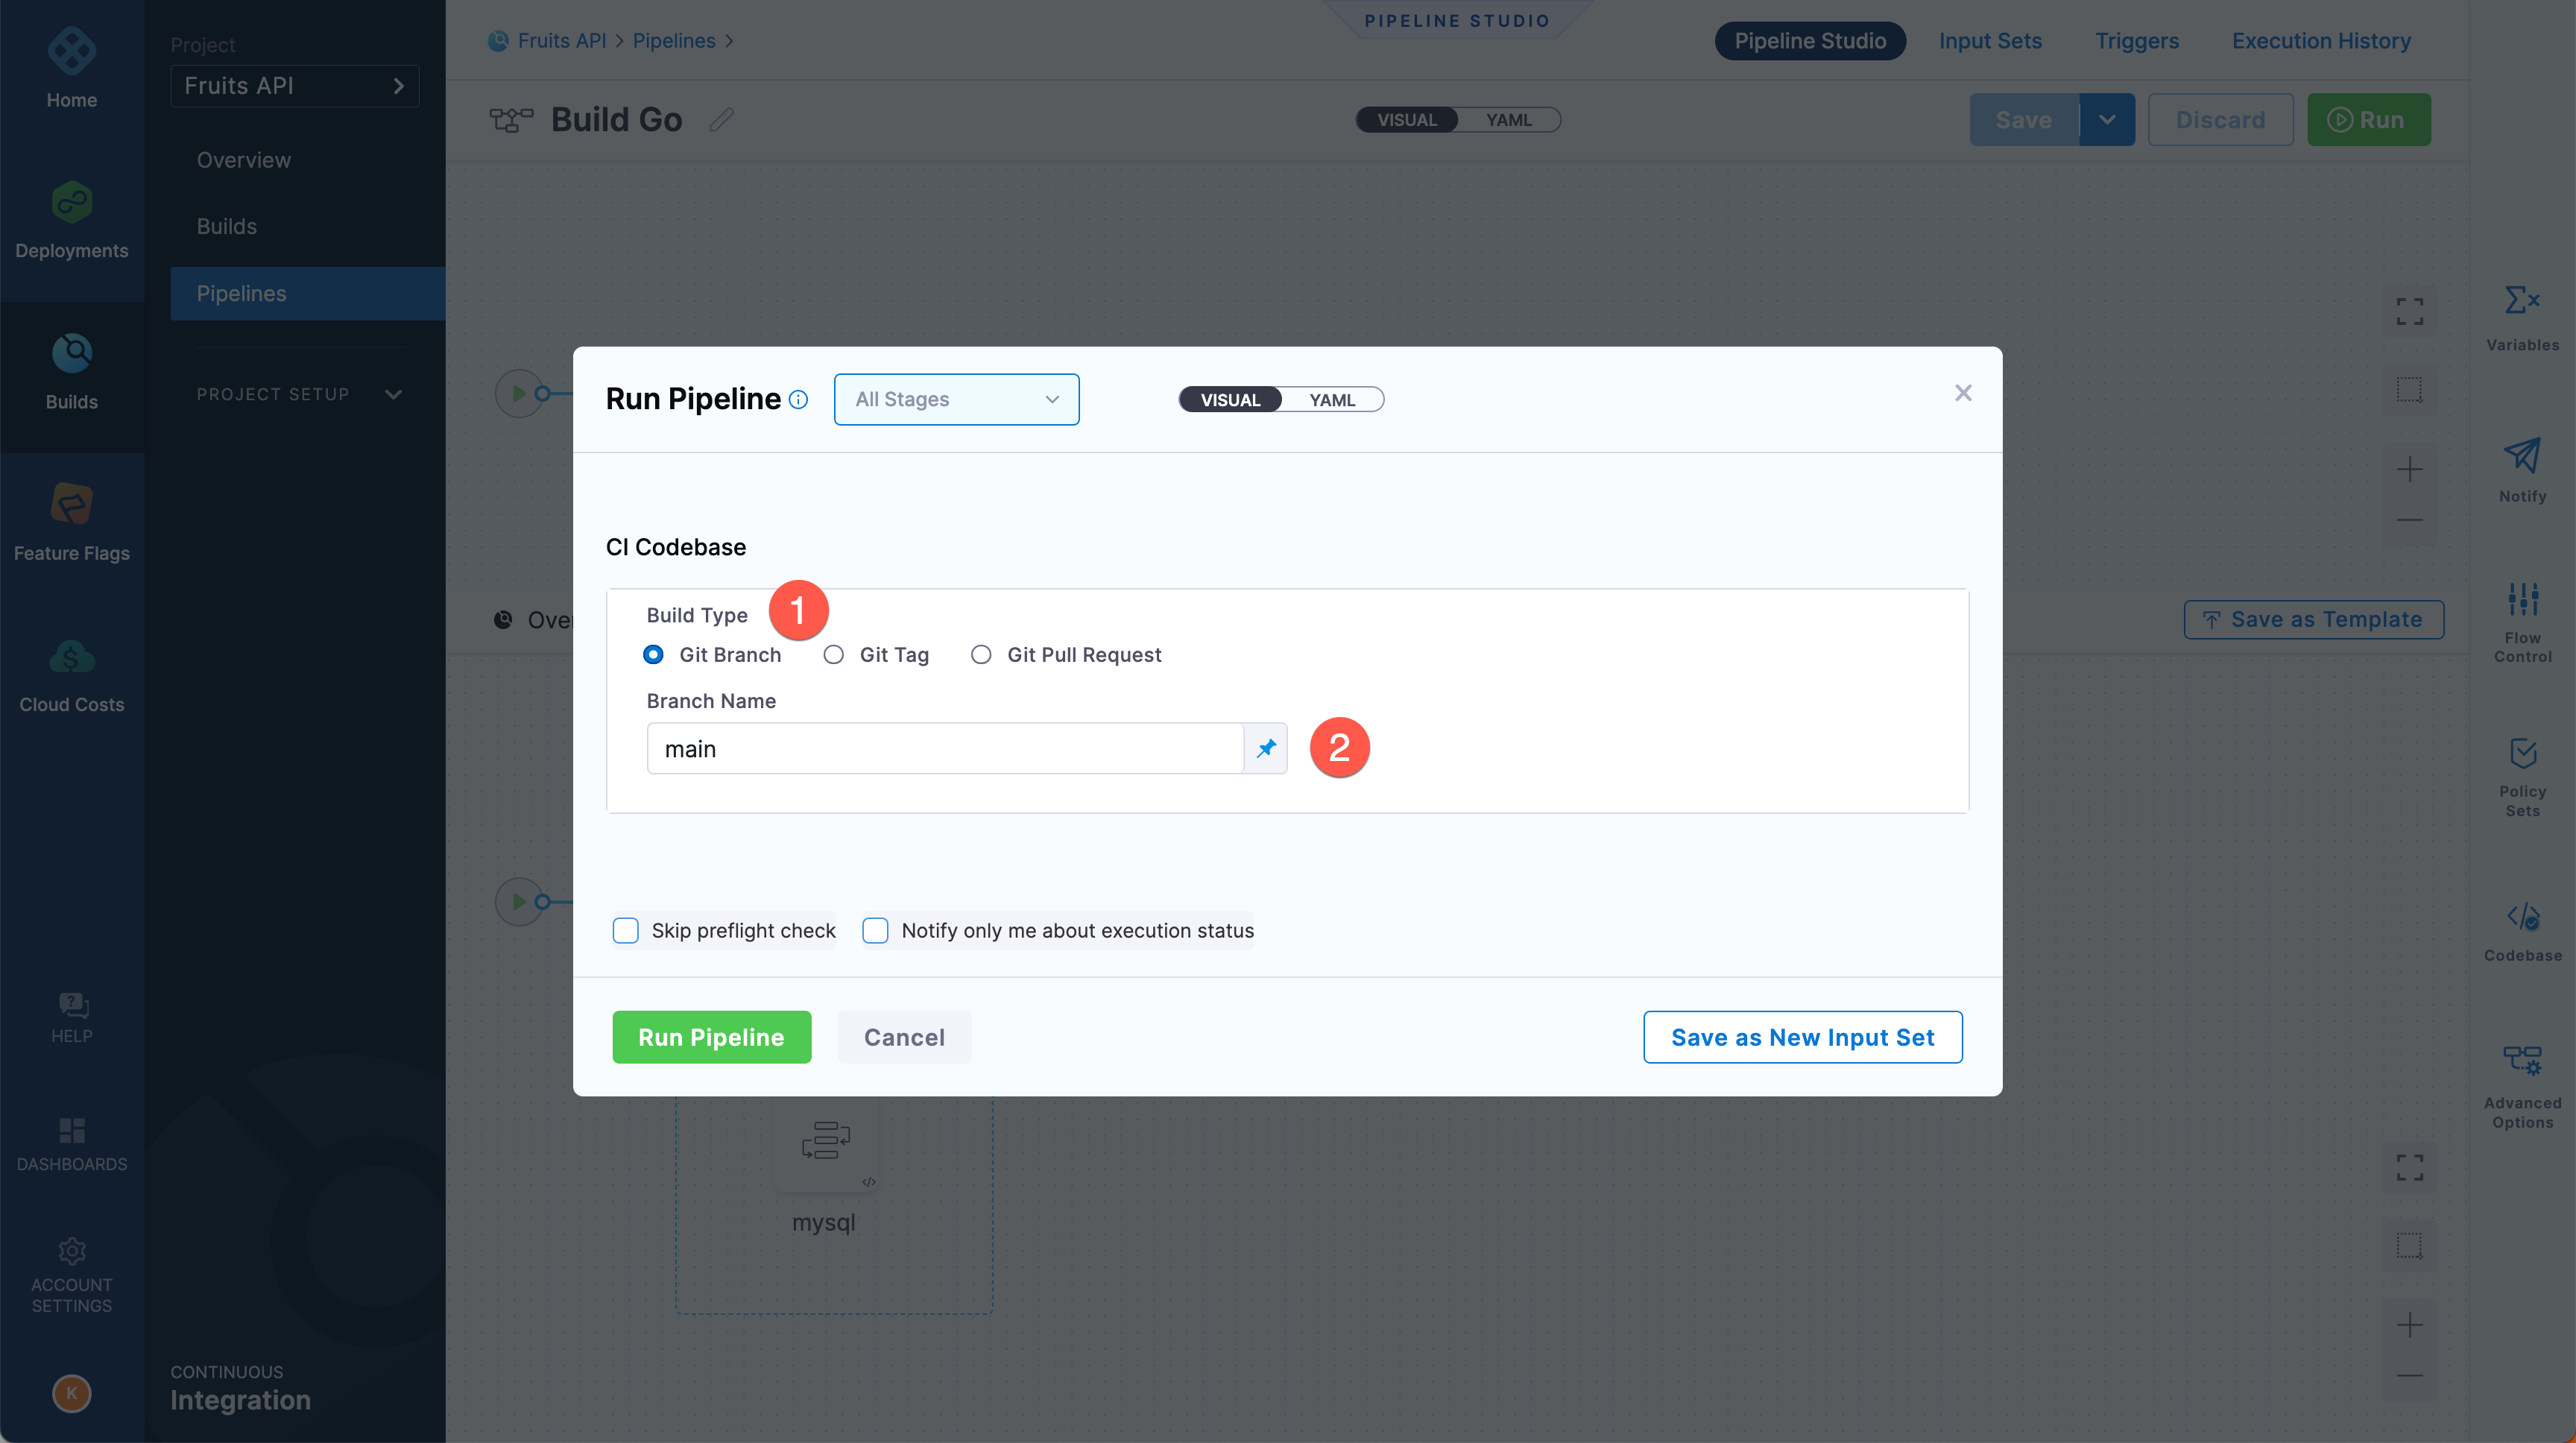 Home
Deployments
Builds
Feature Flags
Cloud Costs
HELP
DASHBOARDS
ACCOUNT
SETTINGS
K
Project
Fruits API
Overview
Builds
Pipelines
PROJECT SETUP
CONTINUOUS
Integration
Fruits API > Pipelines >
PIPELINE STUDIO
Pipeline Studio
Input Sets
Triggers
Execution History
Build Go
VISUAL
YAML
Save
Discard
Run
Ove
Save as Template
Run Pipeline
All Stages
VISUAL
YAML
CI Codebase
Build Type
1
Git Branch
Git Tag
Git Pull Request
Branch Name
main
2
Skip preflight check
Notify only me about execution status
Run Pipeline
Cancel
Save as New Input Set
mysql
Variables
Notify
Flow
Control
Policy
Sets
Codebase
Advanced
Options